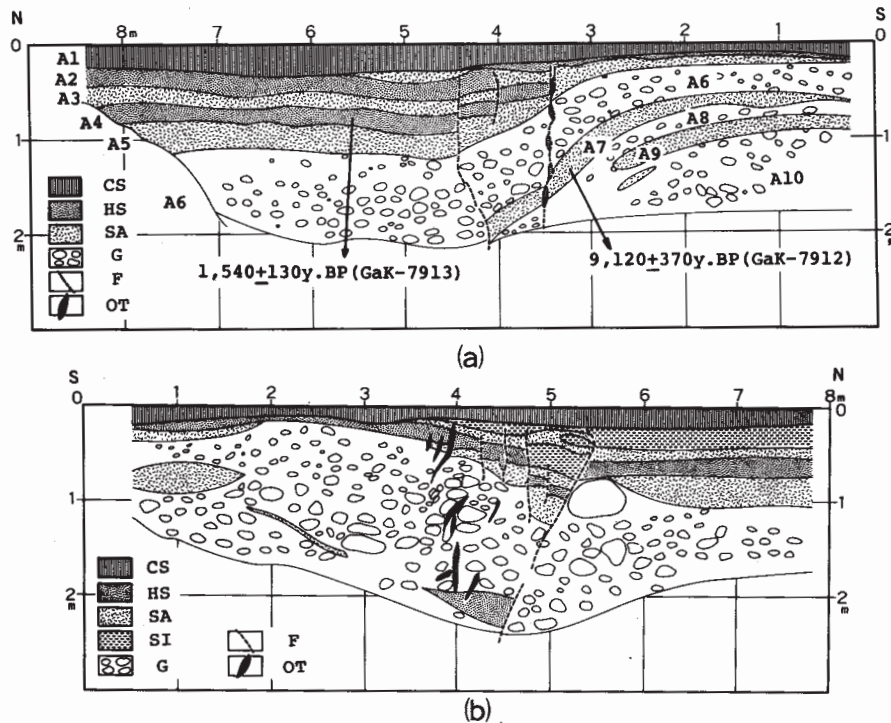 N 8m 7 6 5 4 3 2 1 S
0 0
A1
A2
A3
A4
A5
A6
A6
A7
A8
A9
A10
1 1
2 m 2
CS
HS
SA
G
F
OT
1,540±130y.BP(GaK-7913)
9,120±370y.BP(GaK-7912)
(a)
S 1 2 3 4 5 6 7 N
0 8m
0
1 1
2 m 2 m
CS
HS
SA
SI
G
F
OT
(b)